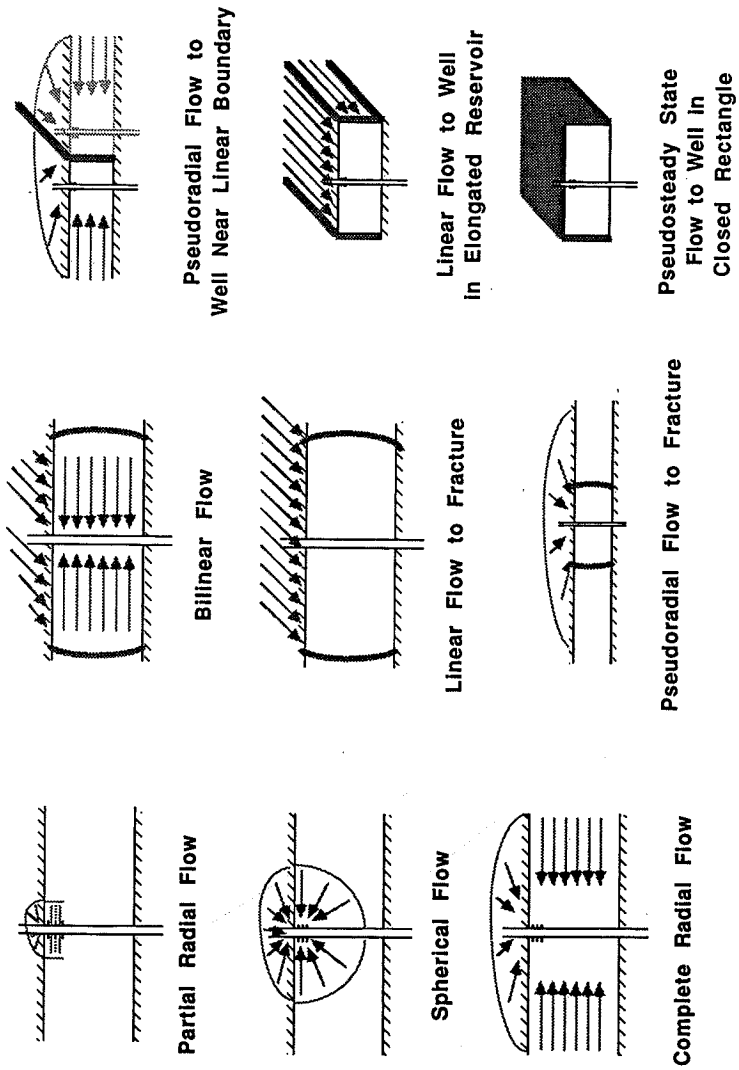 Partial Radial Flow
Bilinear Flow
Pseudoradial Flow to
Well Near Linear Boundary
Spherical Flow
Linear Flow to Fracture
Linear Flow to Well
in Elongated Reservoir
Complete Radial Flow
Pseudoradial Flow to Fracture
Pseudosteady State
Flow to Well in
Closed Rectangle